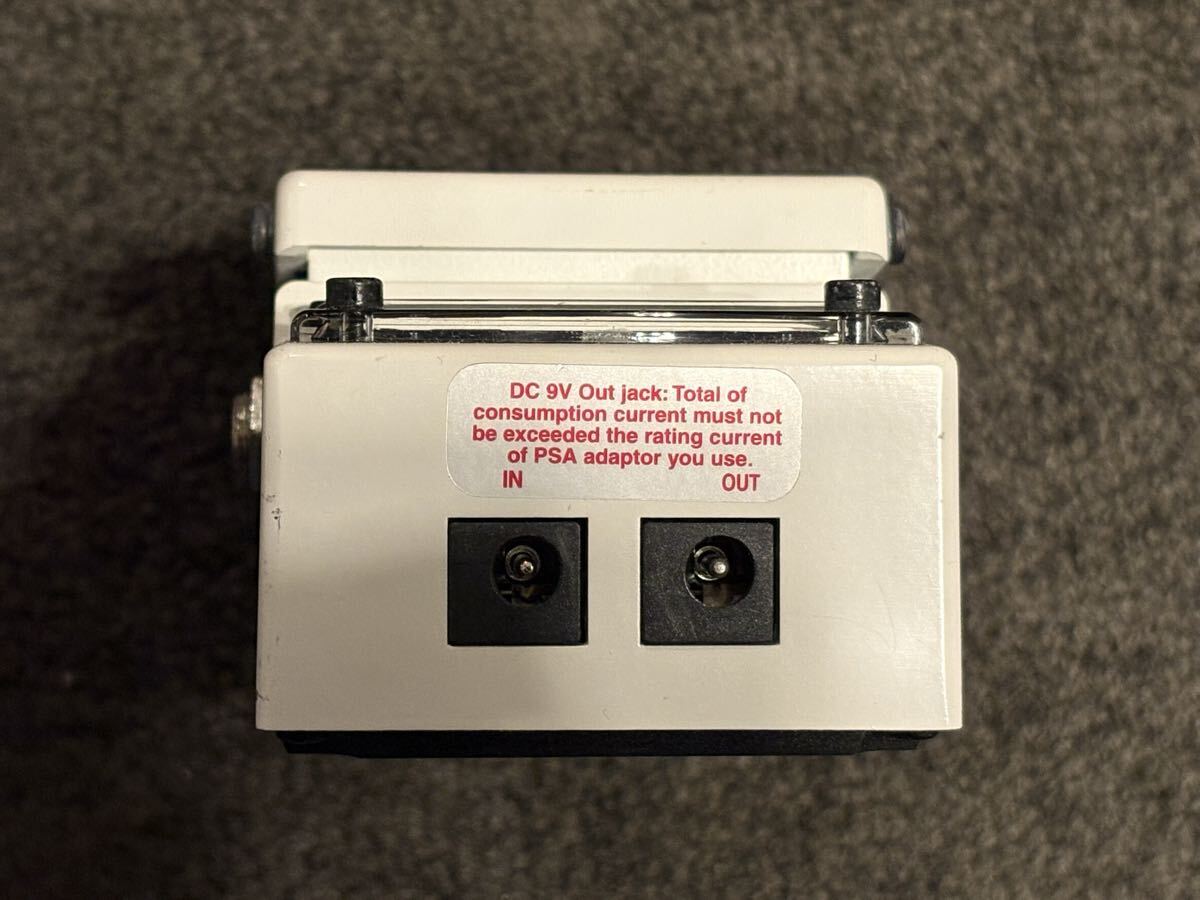 DC 9V Out jack: Total of
consumption current must not
be exceeded the rating current
of PSA adaptor you use.
IN OUT